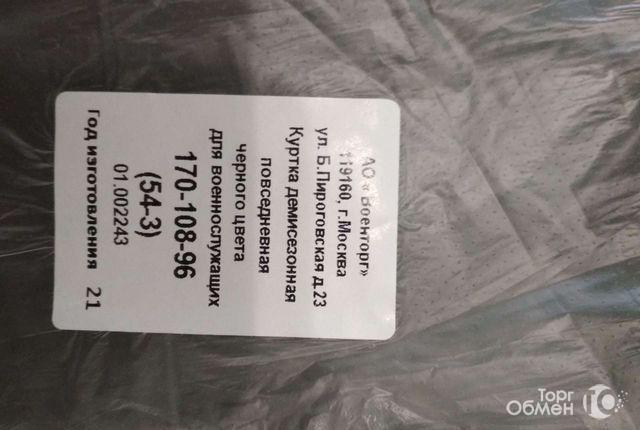 АО «Военторг»
119160, г.Москва
ул. Б.Пироговская д.23
Куртка демисезонная
повседневная
черного цвета
для военнослужащих
170-108-96
(54-3)
01.002243
Год изготовления 21
Торг
Обмен